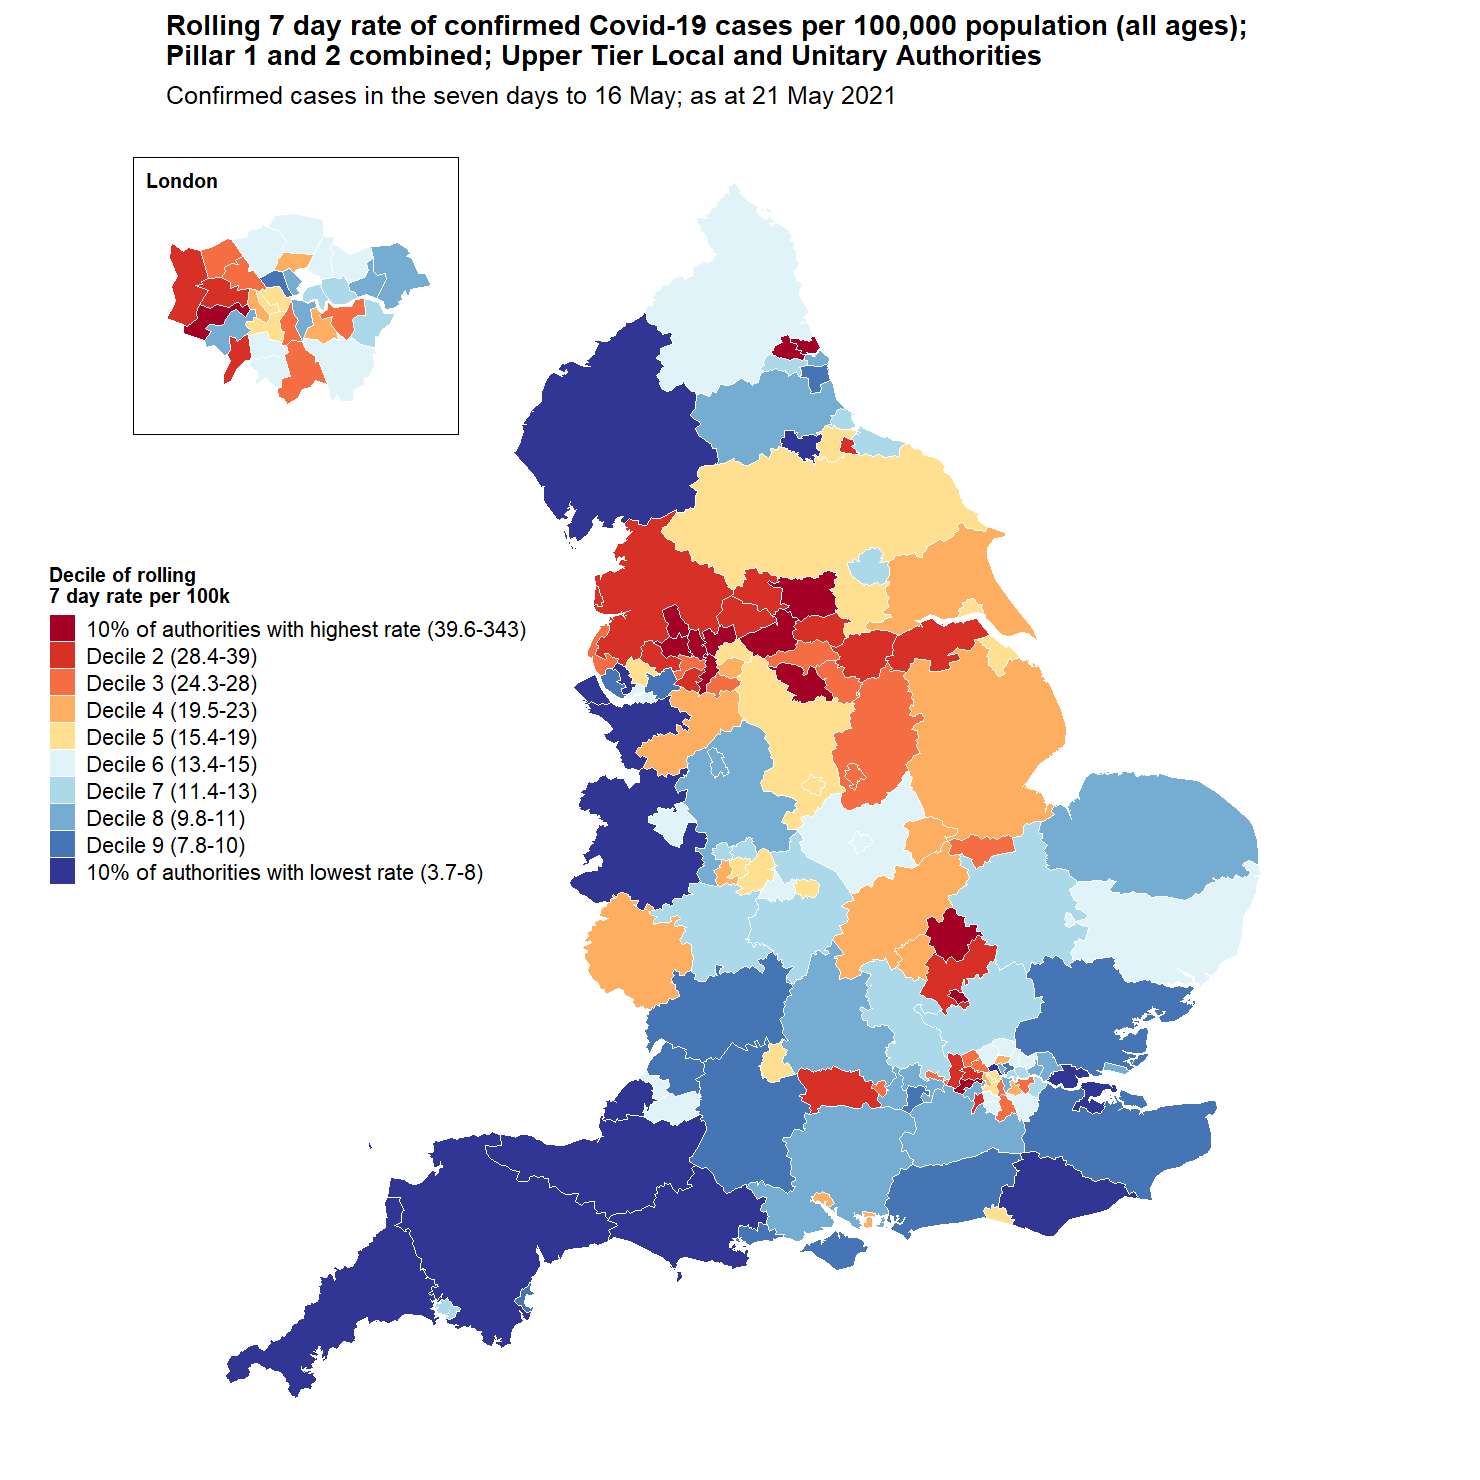 Rolling 7 day rate of confirmed Covid-19 cases per 100,000 population (all ages);
Pillar 1 and 2 combined; Upper Tier Local and Unitary Authorities
Confirmed cases in the seven days to 16 May; as at 21 May 2021
London
Decile of rolling
7 day rate per 100k
10% of authorities with highest rate (39.6-343)
Decile 2 (28.4-39)
Decile 3 (24.3-28)
Decile 4 (19.5-23)
Decile 5 (15.4-19)
Decile 6 (13.4-15)
Decile 7 (11.4-13)
Decile 8 (9.8-11)
Decile 9 (7.8-10)
10% of authorities with lowest rate (3.7-8)